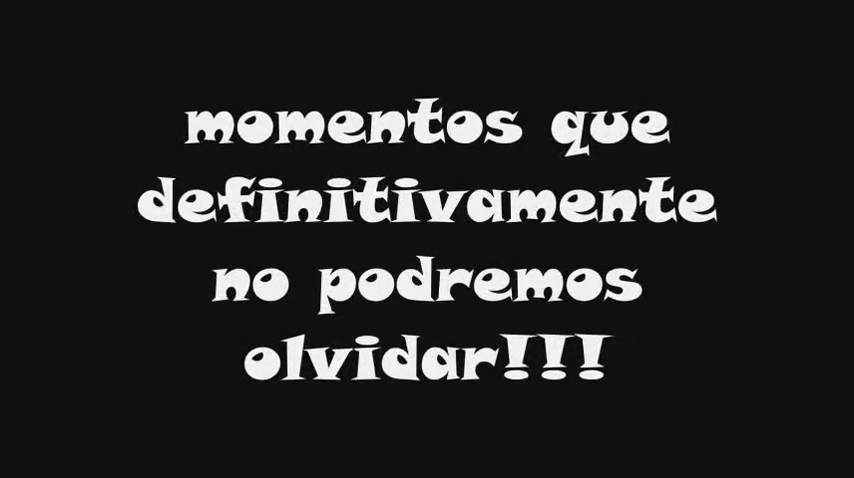 momentos que
definitivamente
no podremos
olvidar!!!